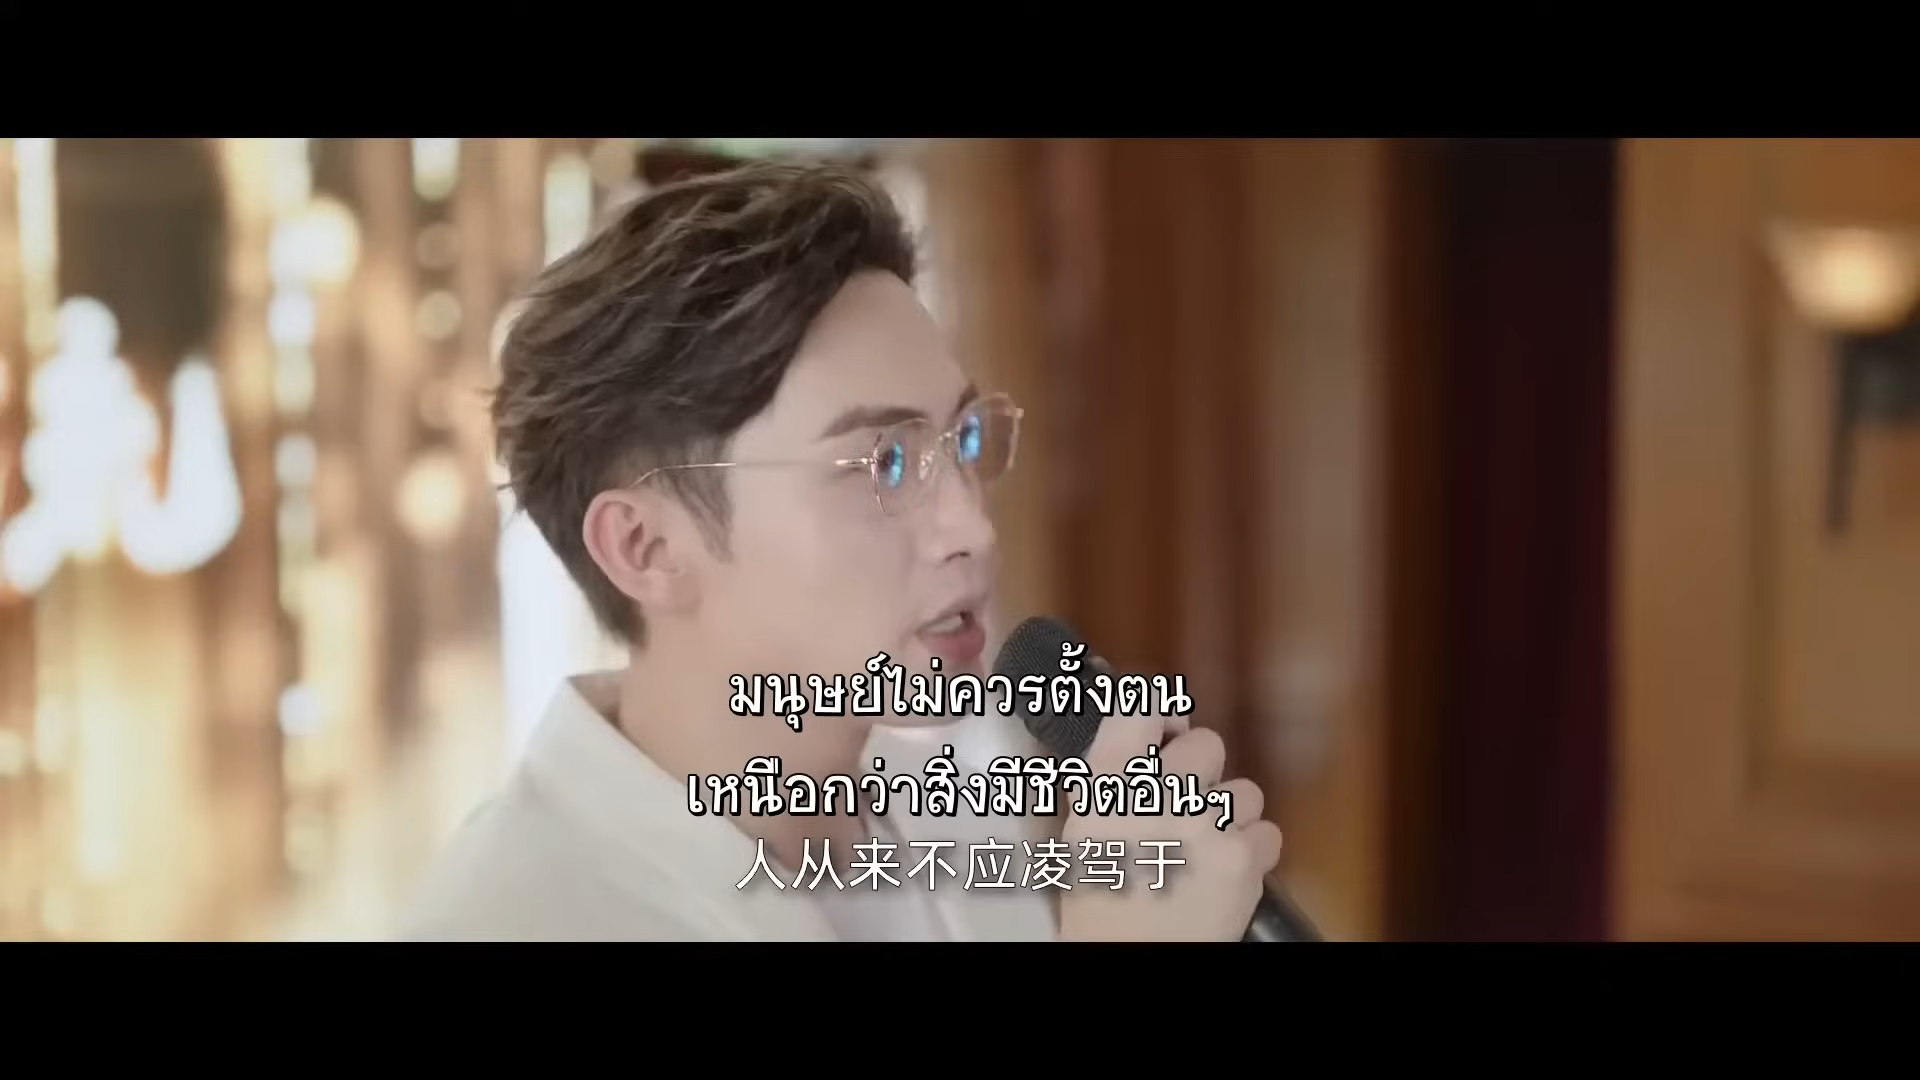 มนุษย์ไม่ควรตั้งตน
เหนือกว่าสิ่งมีชีวิตอื่นๆ
人从来不应凌驾于